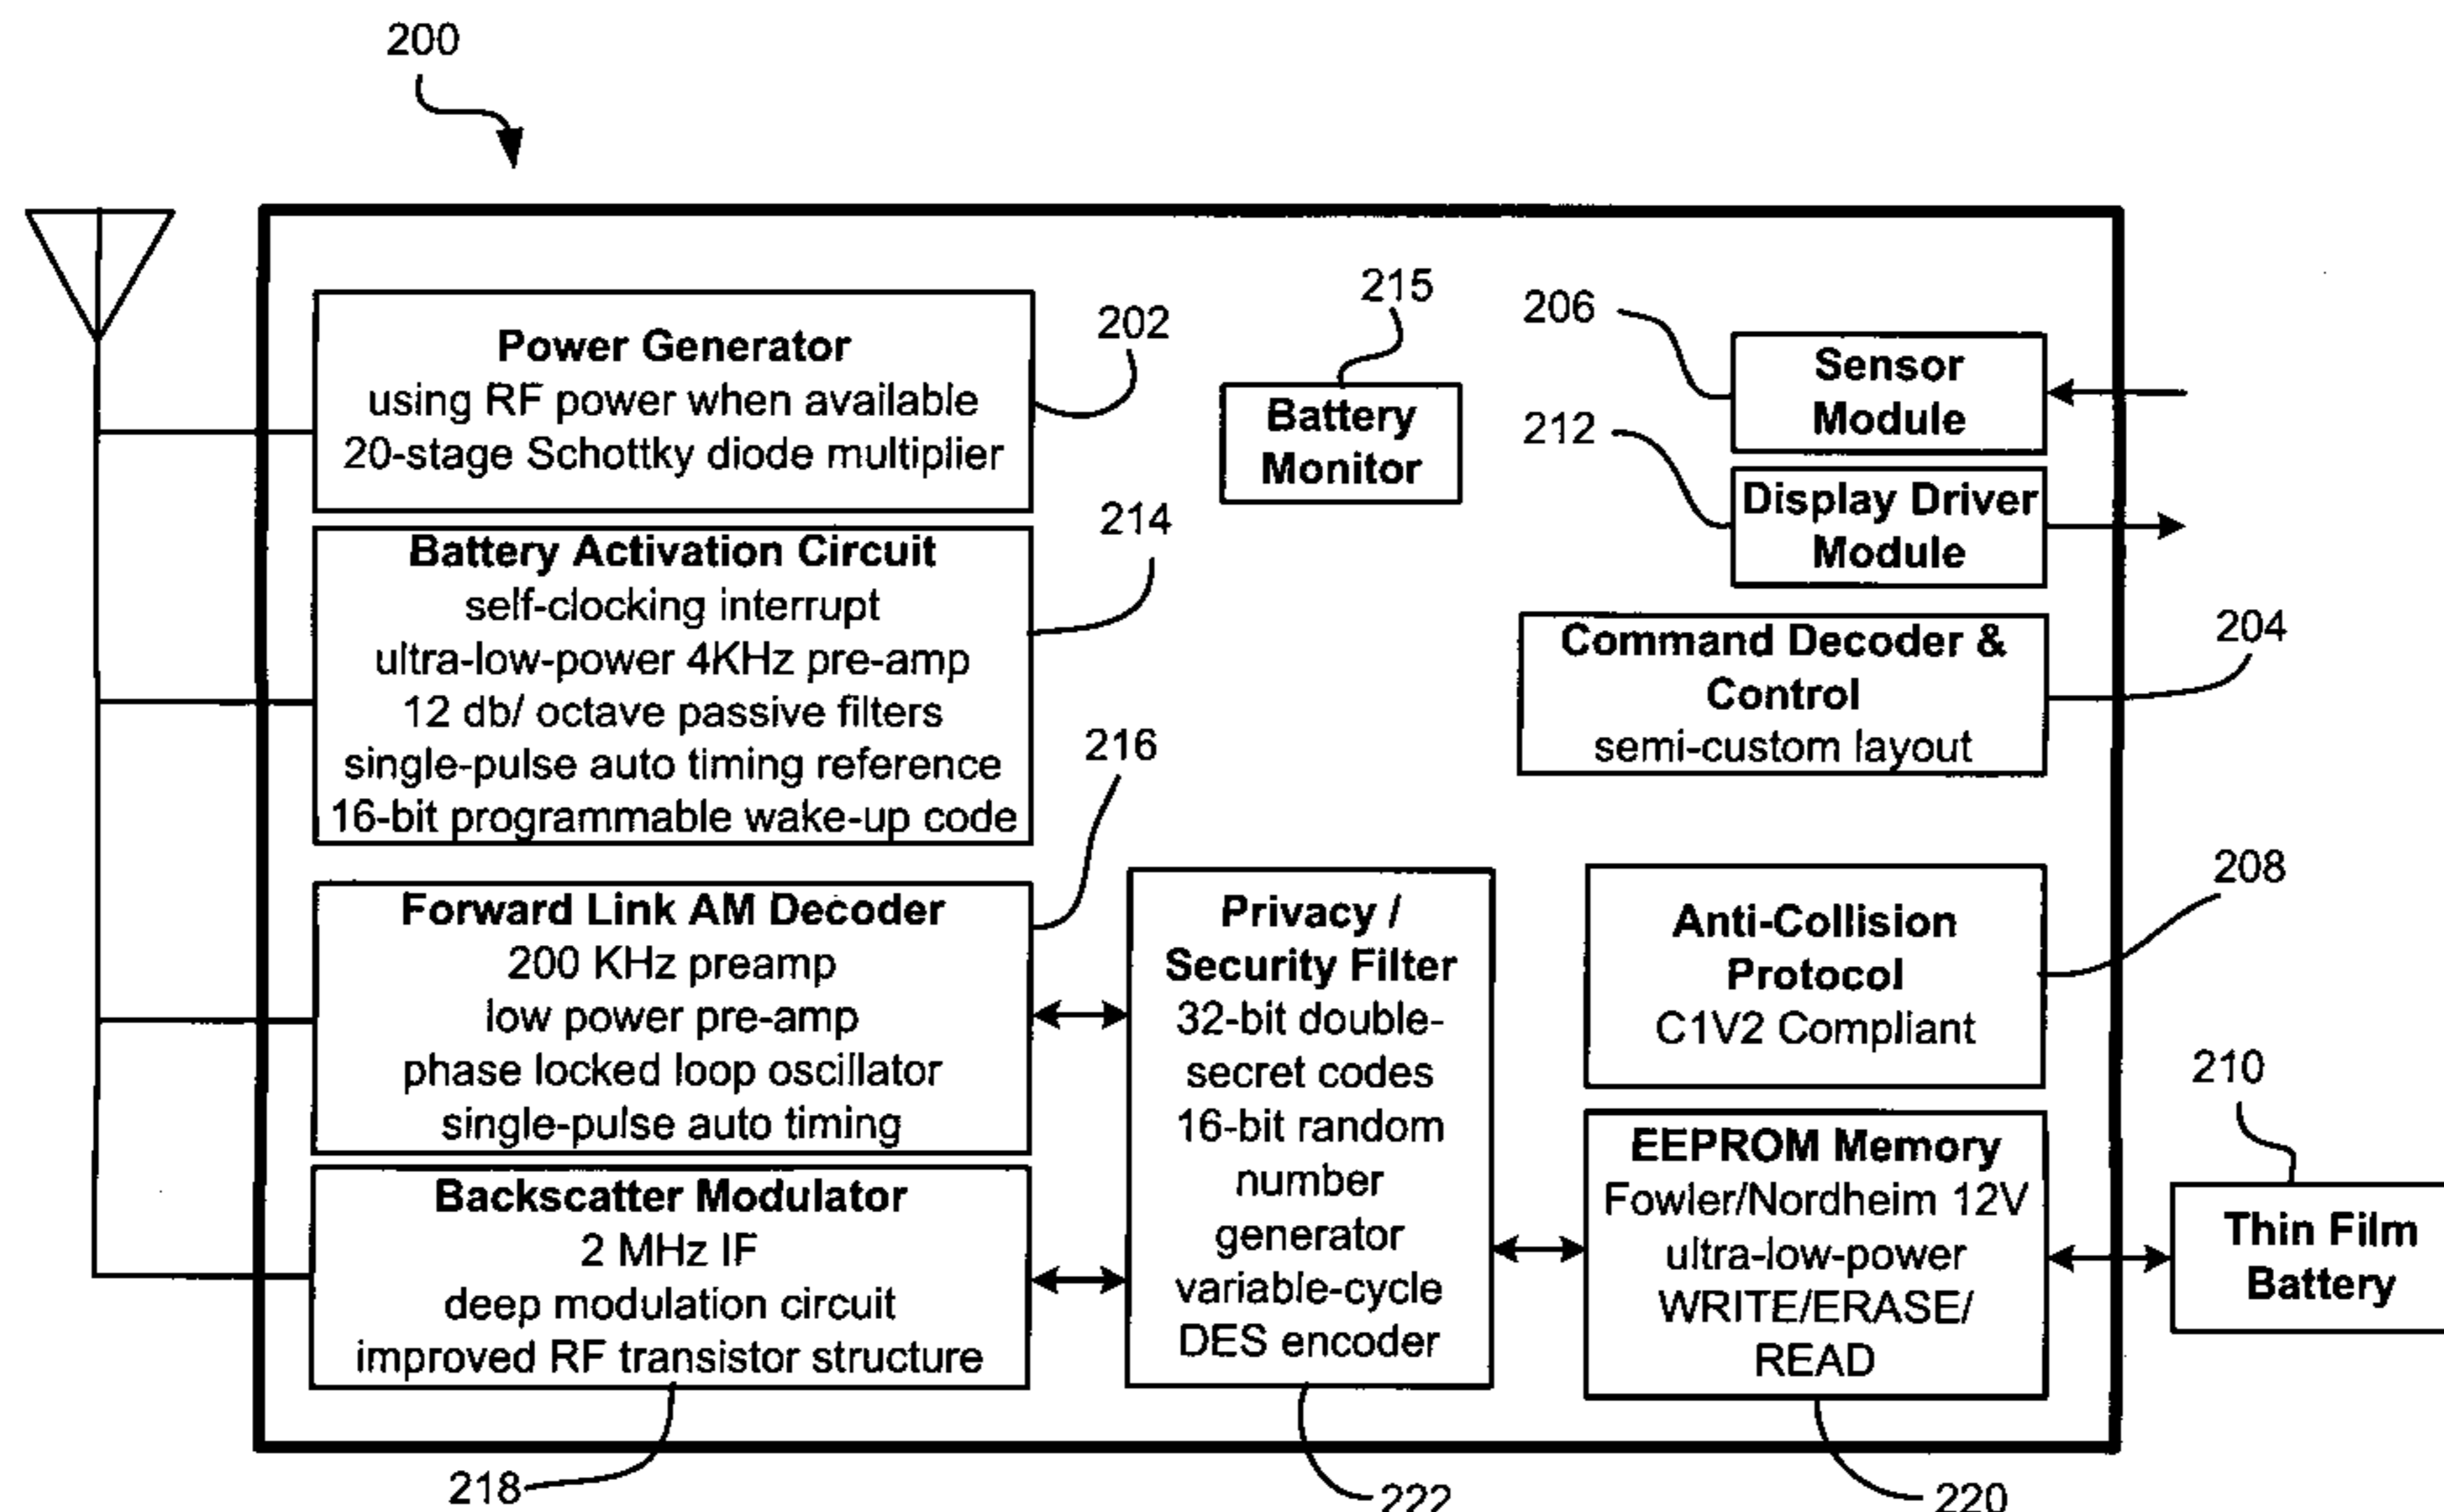 200
Power Generator
using RF power when available
20-stage Schottky diode multiplier
202
215
Battery
Monitor
206
Sensor
Module
212
Display Driver
Module
214
Battery Activation Circuit
self-clocking interrupt
ultra-low-power 4KHz pre-amp
12 db/ octave passive filters
single-pulse auto timing reference
16-bit programmable wake-up code
Command Decoder &
Control
semi-custom layout
204
216
Forward Link AM Decoder
200 KHz preamp
low power pre-amp
phase locked loop oscillator
single-pulse auto timing
Privacy /
Security Filter
32-bit double-
secret codes
16-bit random
number
generator
variable-cycle
DES encoder
Anti-Collision
Protocol
C1V2 Compliant
208
210
Backscatter Modulator
2 MHz IF
deep modulation circuit
improved RF transistor structure
EEPROM Memory
Fowler/Nordheim 12V
ultra-low-power
WRITE/ERASE/
READ
Thin Film
Battery
218
222
220